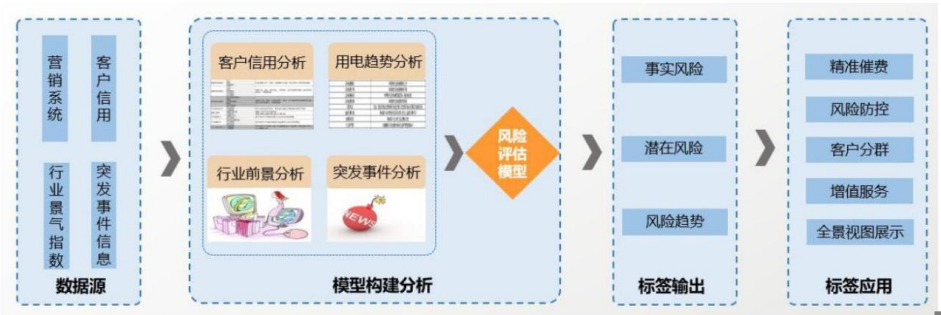 营销系统
客户信用
行业景气指数
突发事件信息
数据源
客户信用分析
用电趋势分析
行业前景分析
突发事件分析
NEWS
风险
评估
模型
模型构建分析
事实风险
潜在风险
风险趋势
标签输出
精准催费
风险防控
客户分群
增值服务
全景视图展示
标签应用